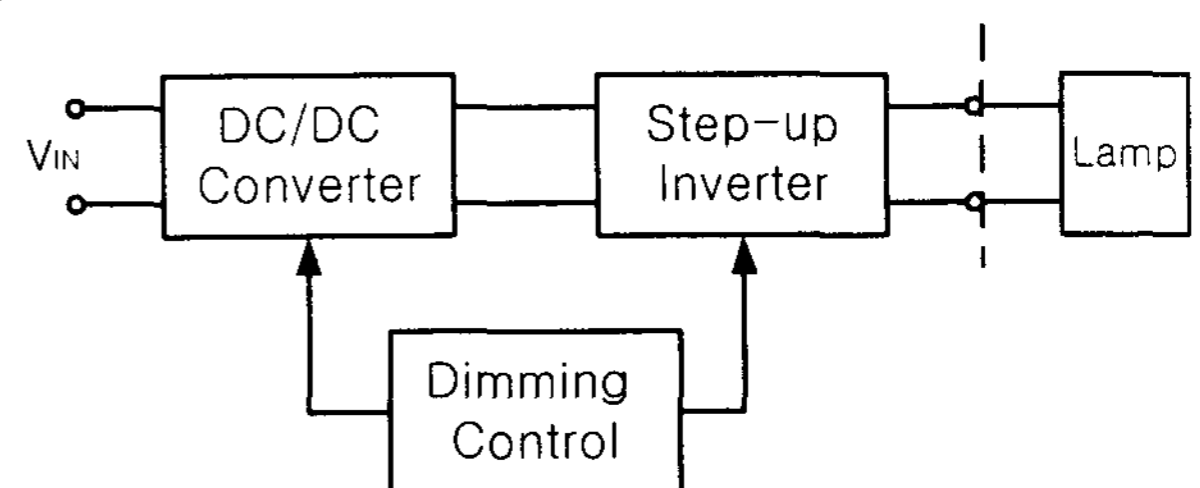 DC/DC
Converter
Step-up
Inverter
Lamp
VIN
Dimming
Control